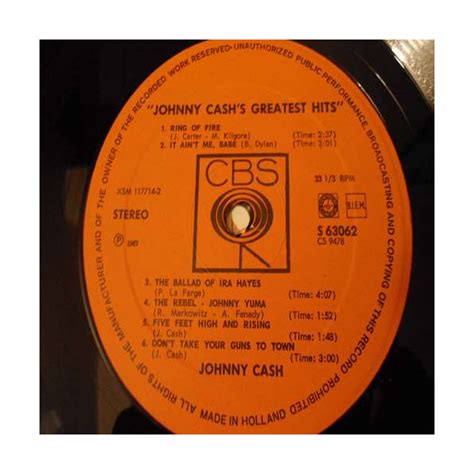 ALL RIGHTS OF THE MANUFACTURER AND OF THE OWNER OF THE RECORDED WORK RESERVED-UNAUTHORIZED PUBLIC PERFORMANCE BROADCASTING AND COPYING OF THIS RECORD PROHIBITED
"JOHNNY CASH'S GREATEST HITS"
1. RING OF FIRE
(J. Carter - M. Kilgore) (Time: 2:37)
2. IT AIN'T ME, BABE (B. Dylan) (Time: 3:01)
CBS
XSM 117714-2
33 1/3 RPM
STEREO
B.I.E.M.
S 63062
CS 9478
P 1967
3. THE BALLAD OF IRA HAYES
(P. La Farge) (Time: 4:07)
4. THE REBEL - JOHNNY YUMA
(R. Markowitz - A. Fenady) (Time: 1:52)
5. FIVE FEET HIGH AND RISING
(J. Cash) (Time: 1:48)
6. DON'T TAKE YOUR GUNS TO TOWN
(J. Cash) (Time: 3:00)
JOHNNY CASH
MADE IN HOLLAND